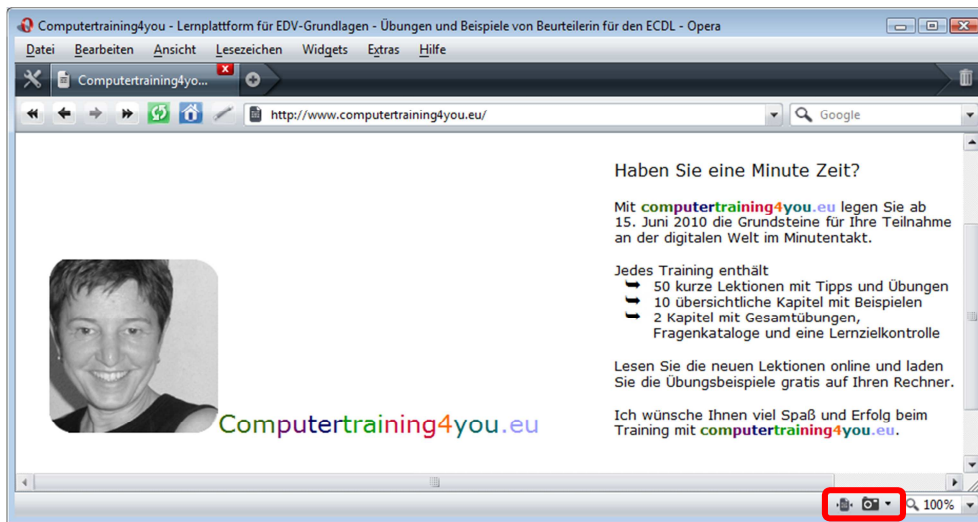 Computertraining4you - Lernplattform für EDV-Grundlagen - Übungen und Beispiele von Beurteilerin für den ECDL - Opera
Datei Bearbeiten Ansicht Lesezeichen Widgets Extras Hilfe
Computertraining4yo...
http://www.computertraining4you.eu/ Google
Haben Sie eine Minute Zeit?
Mit computertraining4you.eu legen Sie ab
15. Juni 2010 die Grundsteine für Ihre Teilnahme
an der digitalen Welt im Minutentakt.
Jedes Training enthält
50 kurze Lektionen mit Tipps und Übungen
10 übersichtliche Kapitel mit Beispielen
2 Kapitel mit Gesamtübungen,
Fragenkataloge und eine Lernzielkontrolle
Lesen Sie die neuen Lektionen online und laden
Sie die Übungsbeispiele gratis auf Ihren Rechner.
Ich wünsche Ihnen viel Spaß und Erfolg beim
Training mit computertraining4you.eu.
Computertraining4you.eu
100%